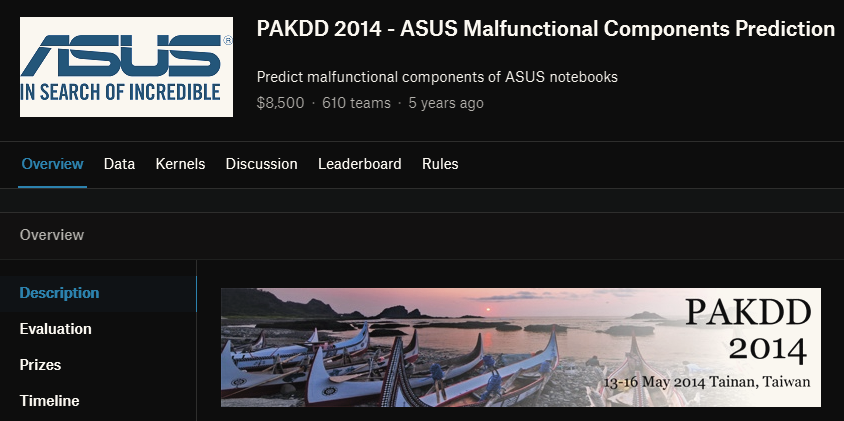 ASUS®
IN SEARCH OF INCREDIBLE
PAKDD 2014 - ASUS Malfunctional Components Prediction
Predict malfunctional components of ASUS notebooks
$8,500 · 610 teams · 5 years ago
Overview Data Kernels Discussion Leaderboard Rules
Overview
Description
Evaluation
Prizes
Timeline
PAKDD
2014
13-16 May 2014 Tainan, Taiwan